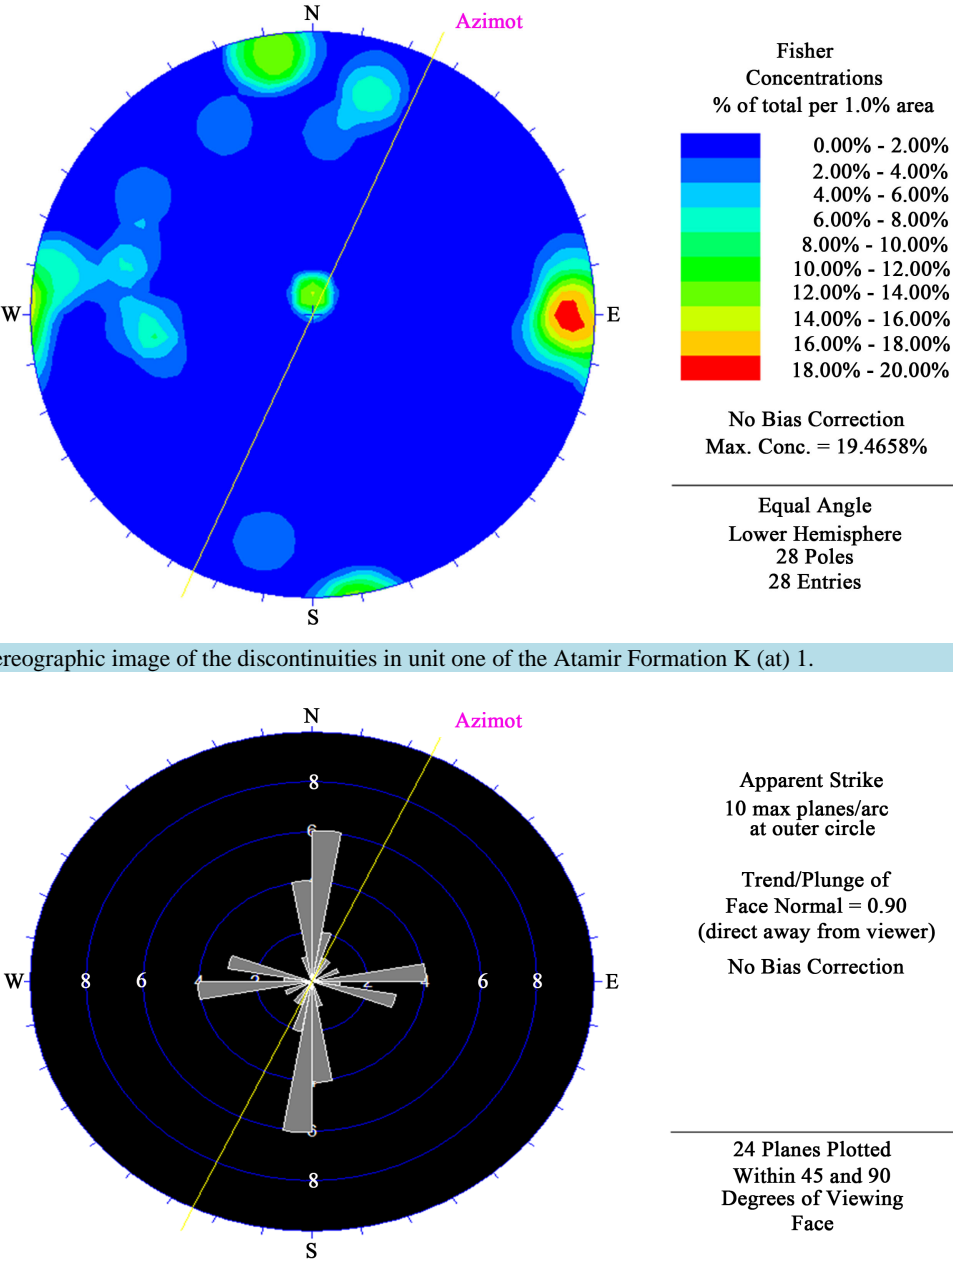 N
Azimot
W
E
S
Fisher
Concentrations
% of total per 1.0% area
0.00% - 2.00%
2.00% - 4.00%
4.00% - 6.00%
6.00% - 8.00%
8.00% - 10.00%
10.00% - 12.00%
12.00% - 14.00%
14.00% - 16.00%
16.00% - 18.00%
18.00% - 20.00%
No Bias Correction
Max. Conc. = 19.4658%
Equal Angle
Lower Hemisphere
28 Poles
28 Entries
ereographic image of the discontinuities in unit one of the Atamir Formation K (at) 1.
N
Azimot
8
6
W 8 6 4 2 2 4 6 8 E
6
8
S
Apparent Strike
10 max planes/arc
at outer circle
Trend/Plunge of
Face Normal = 0.90
(direct away from viewer)
No Bias Correction
24 Planes Plotted
Within 45 and 90
Degrees of Viewing
Face